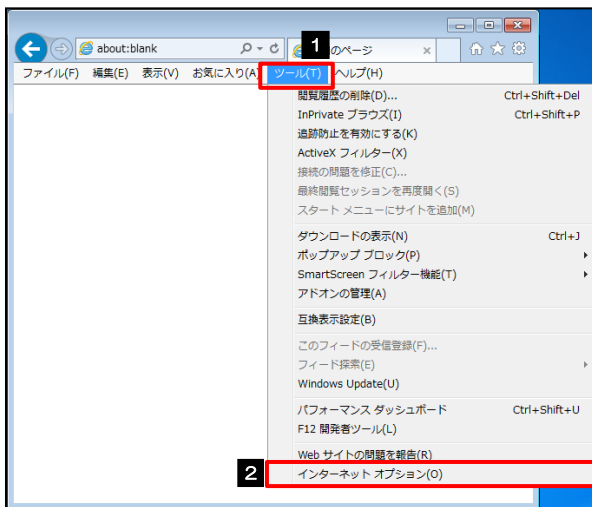 1
about:blank
のページ
ファイル(F) 編集(E) 表示(V) お気に入り(A) ツール(T) ヘルプ(H)
閲覧履歴の削除(D)... Ctrl+Shift+Del
InPrivate ブラウズ(I) Ctrl+Shift+P
追跡防止を有効にする(K)
ActiveX フィルター(X)
接続の問題を修正(C)...
最終閲覧セッションを再度開く(S)
スタート メニューにサイトを追加(M)
ダウンロードの表示(N) Ctrl+J
ポップアップ ブロック(P)
SmartScreen フィルター機能(T)
アドオンの管理(A)
互換表示設定(B)
このフィードの受信登録(F)...
フィード探索(E)
Windows Update(U)
パフォーマンス ダッシュボード Ctrl+Shift+U
F12 開発者ツール(L)
Web サイトの問題を報告(R)
2 インターネット オプション(O)